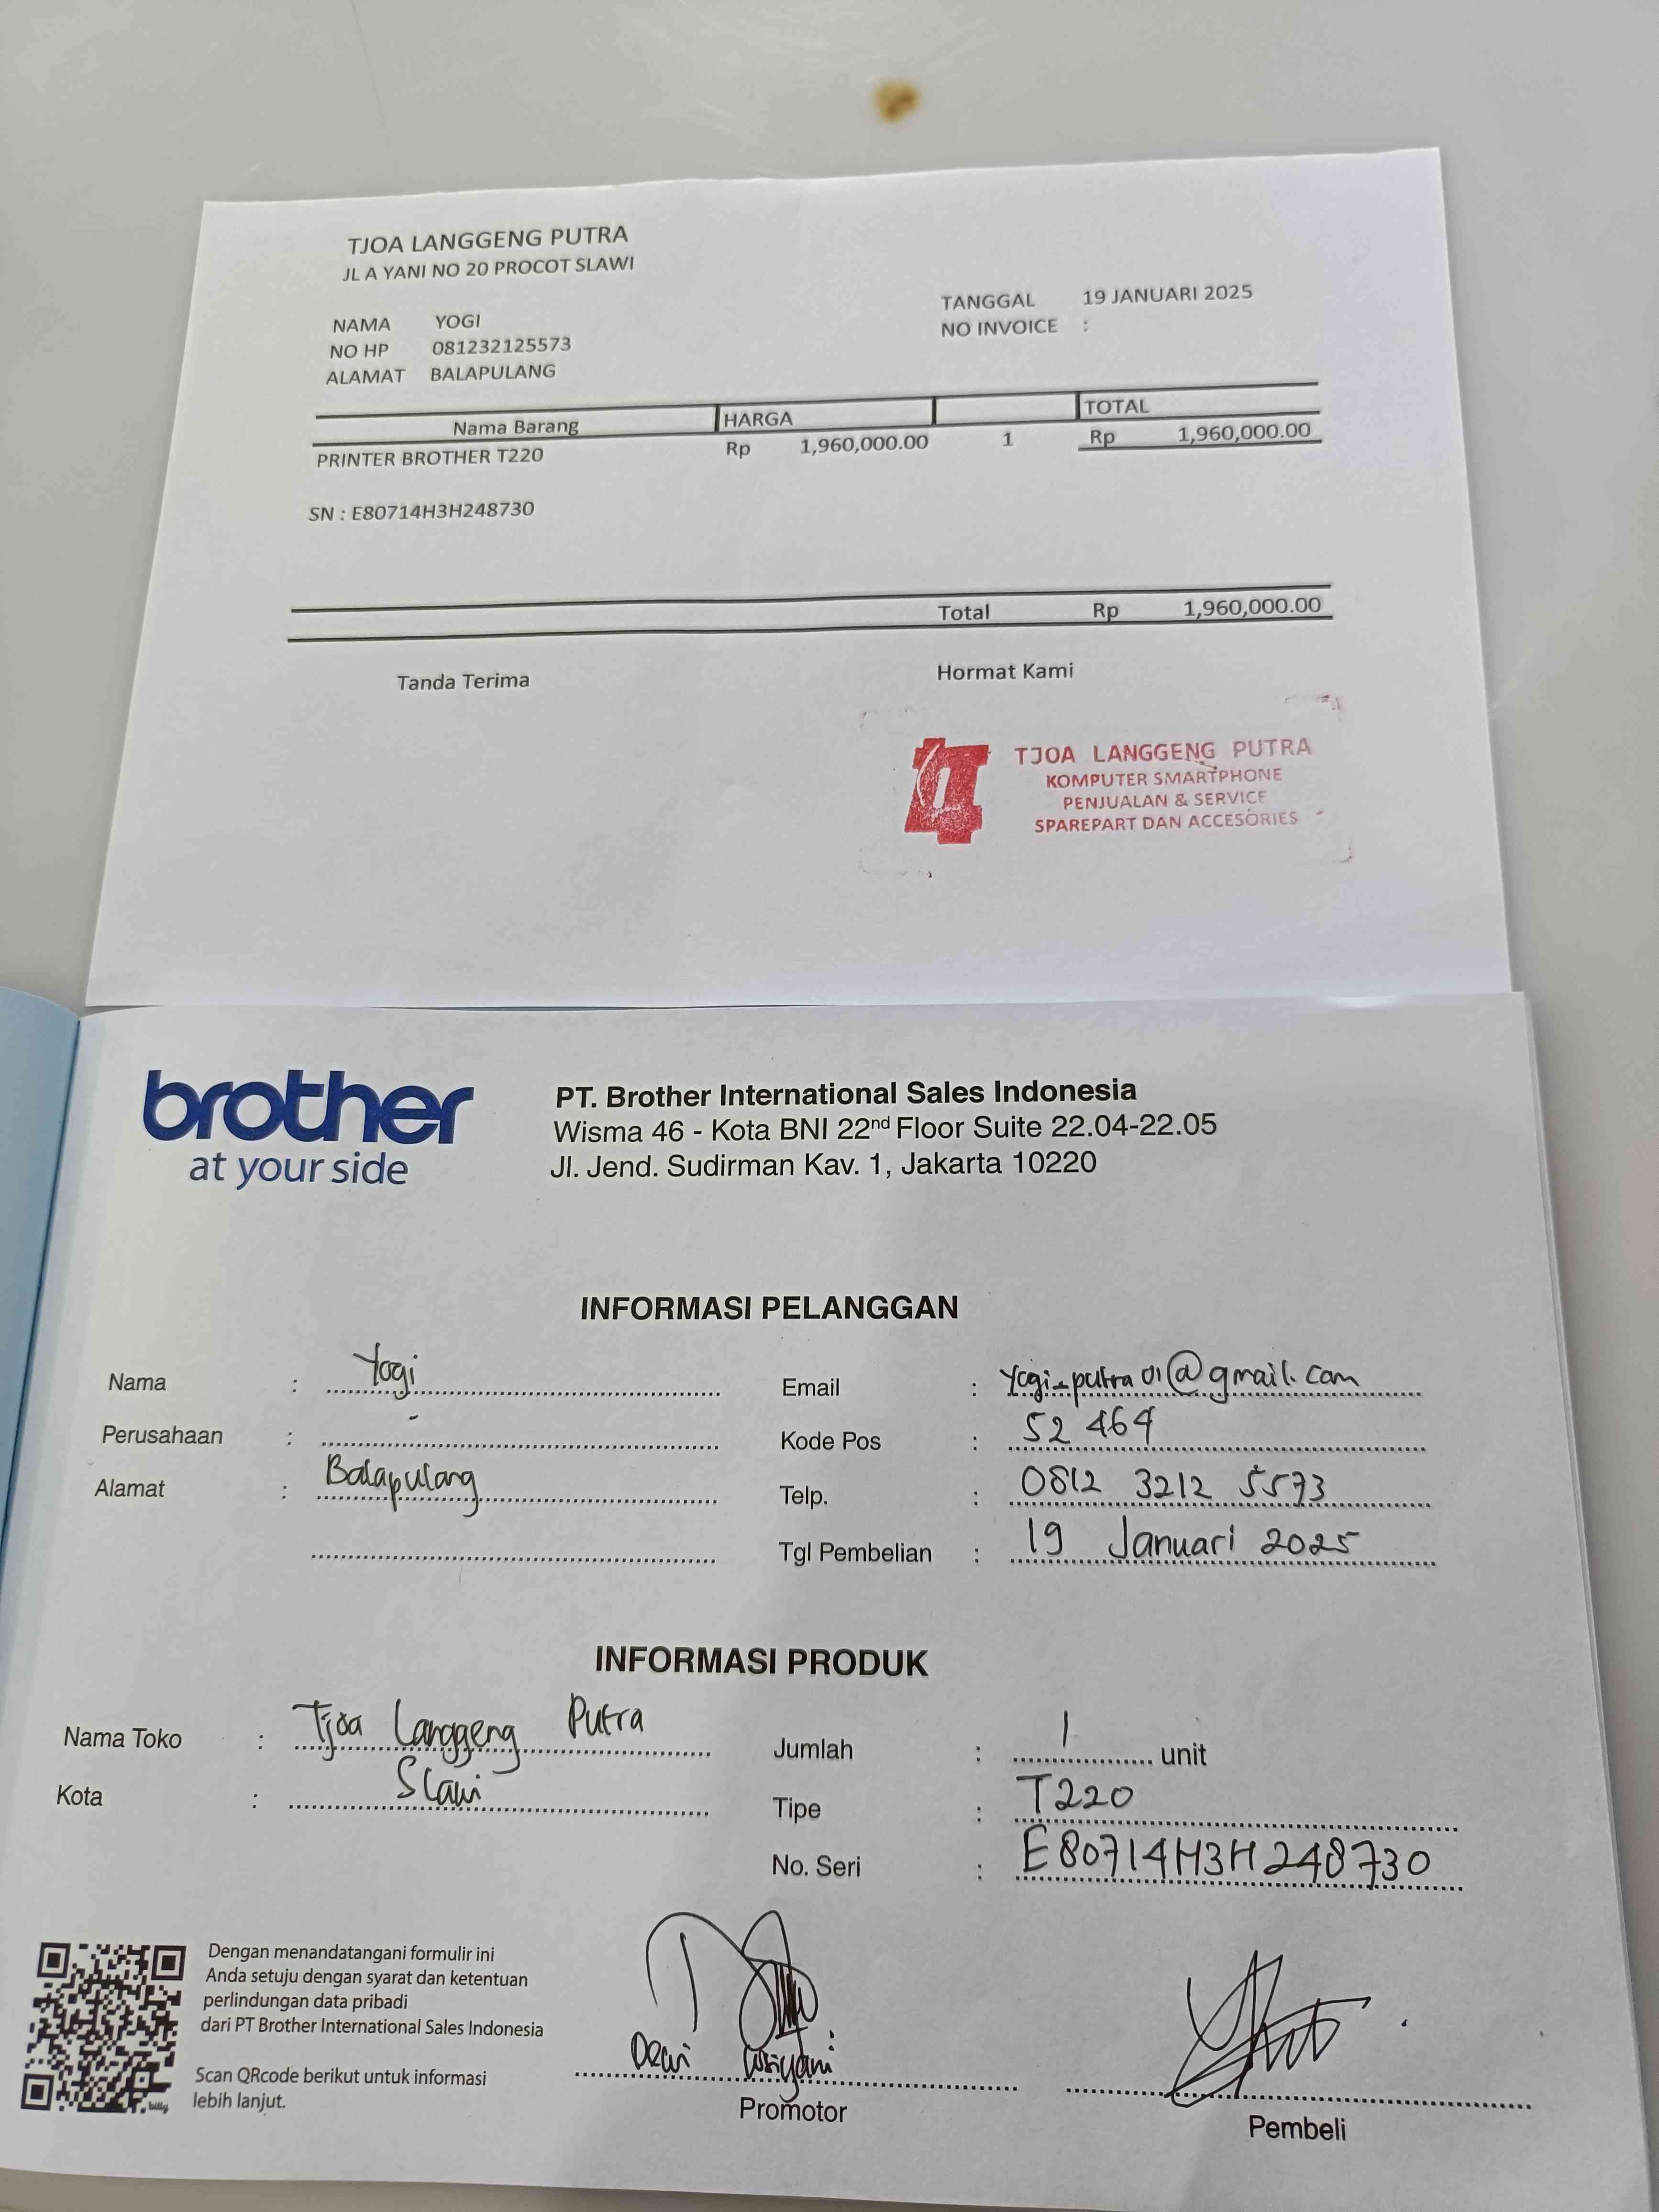 TJOA LANGGENG PUTRA
JL A YANI NO 20 PROCOT SLAWI
TANGGAL 19 JANUARI 2025
NO INVOICE :
NAMA YOGI
NO HP 081232125573
ALAMAT BALAPULANG
Nama Barang HARGA TOTAL
PRINTER BROTHER T220 Rp 1,960,000.00 1 Rp 1,960,000.00
SN : E80714H3H248730
Total Rp 1,960,000.00
Tanda Terima Hormat Kami
TJOA LANGGENG PUTRA
KOMPUTER SMARTPHONE
PENJUALAN & SERVICE
SPAREPART DAN ACCESORIES
brother
at your side
PT. Brother International Sales Indonesia
Wisma 46 - Kota BNI 22nd Floor Suite 22.04-22.05
Jl. Jend. Sudirman Kav. 1, Jakarta 10220
INFORMASI PELANGGAN
Nama : Yogi
Perusahaan : -
Alamat : Balapulang
Email : yogi_putra01@gmail.com
Kode Pos : 52 464
Telp. : 0812 3212 5573
Tgl Pembelian : 19 Januari 2025
INFORMASI PRODUK
Nama Toko : Tjoa Langgeng Putra
Kota : Slawi
Jumlah : 1 unit
Tipe : T220
No. Seri : E80714H3H248730
Dengan menandatangani formulir ini
Anda setuju dengan syarat dan ketentuan
perlindungan data pribadi
dari PT Brother International Sales Indonesia
Scan QRcode berikut untuk informasi
lebih lanjut.
bitly
Dewi
Promotor
Pembeli